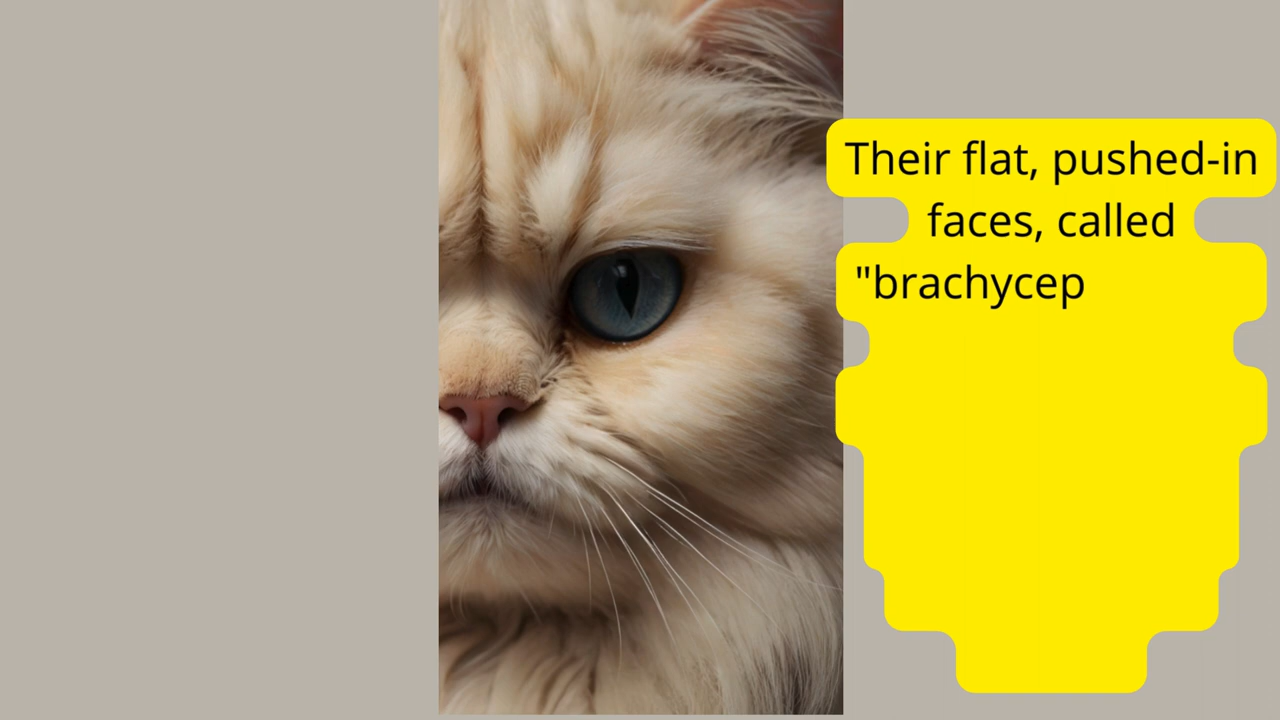 Their flat, pushed-in
faces, called
"brachycep